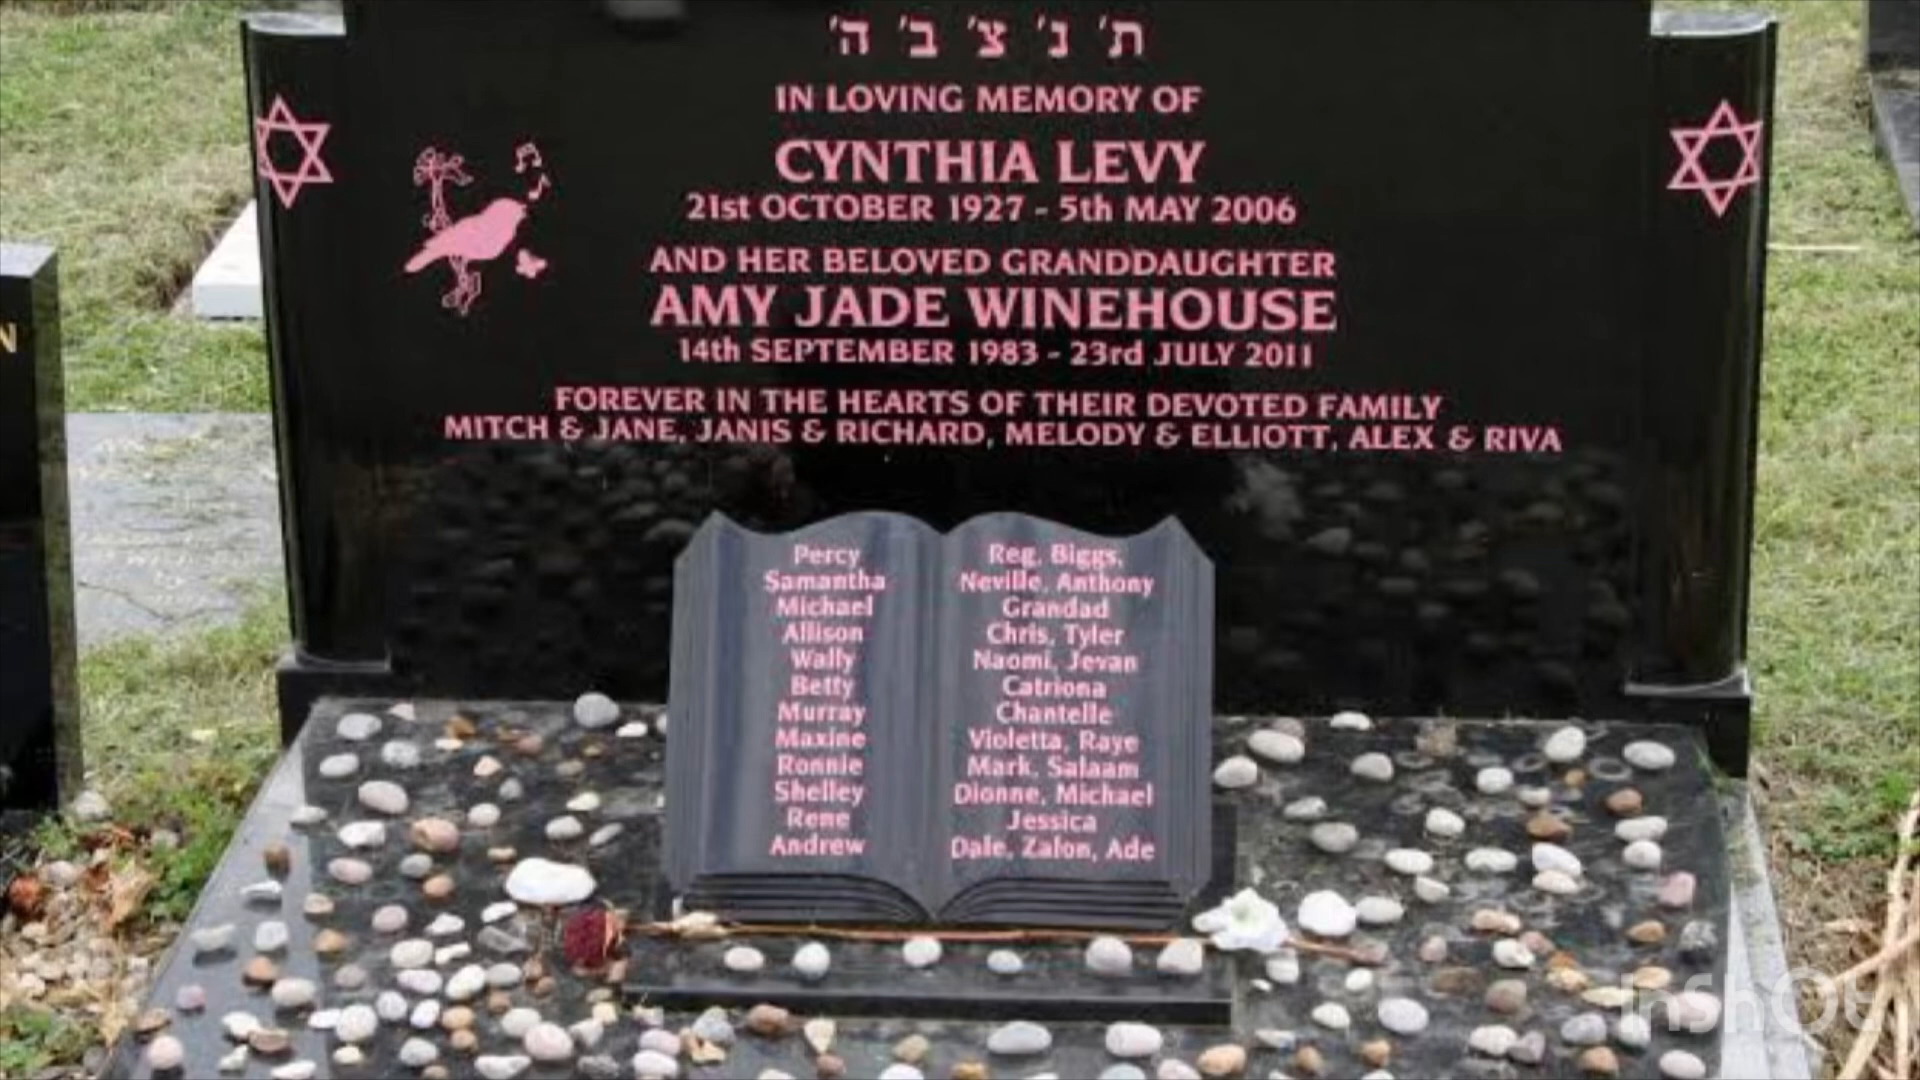 ת׳ נ׳ צ׳ ב׳ ה׳
IN LOVING MEMORY OF
CYNTHIA LEVY
21st OCTOBER 1927 - 5th MAY 2006
AND HER BELOVED GRANDDAUGHTER
AMY JADE WINEHOUSE
14th SEPTEMBER 1983 - 23rd JULY 2011
FOREVER IN THE HEARTS OF THEIR DEVOTED FAMILY
MITCH & JANE, JANIS & RICHARD, MELODY & ELLIOTT, ALEX & RIVA
Percy
Samantha
Michael
Allison
Wally
Betty
Murray
Maxine
Ronnie
Shelley
Rene
Andrew
Reg, Biggs,
Neville, Anthony
Grandad
Chris, Tyler
Naomi, Jevan
Catriona
Chantelle
Violetta, Raye
Mark, Salaam
Dionne, Michael
Jessica
Dale, Zalon, Ade
N
InShOt